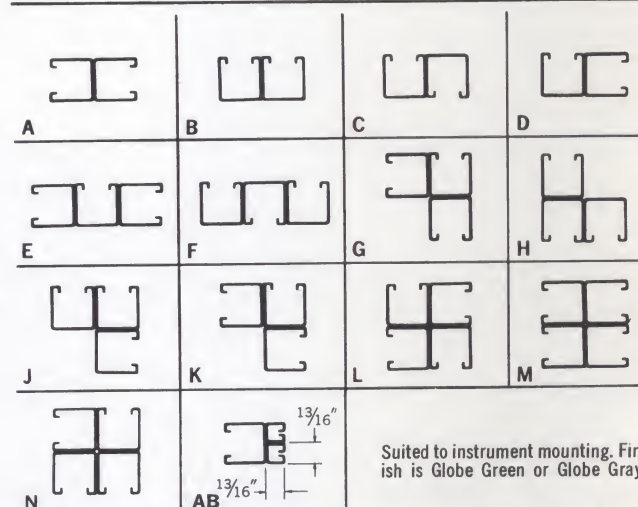 A
B
C
D
E
F
G
H
J
K
L
M
N
AB
13/16"
13/16"
Suited to instrument mounting. Fin-
ish is Globe Green or Globe Gray